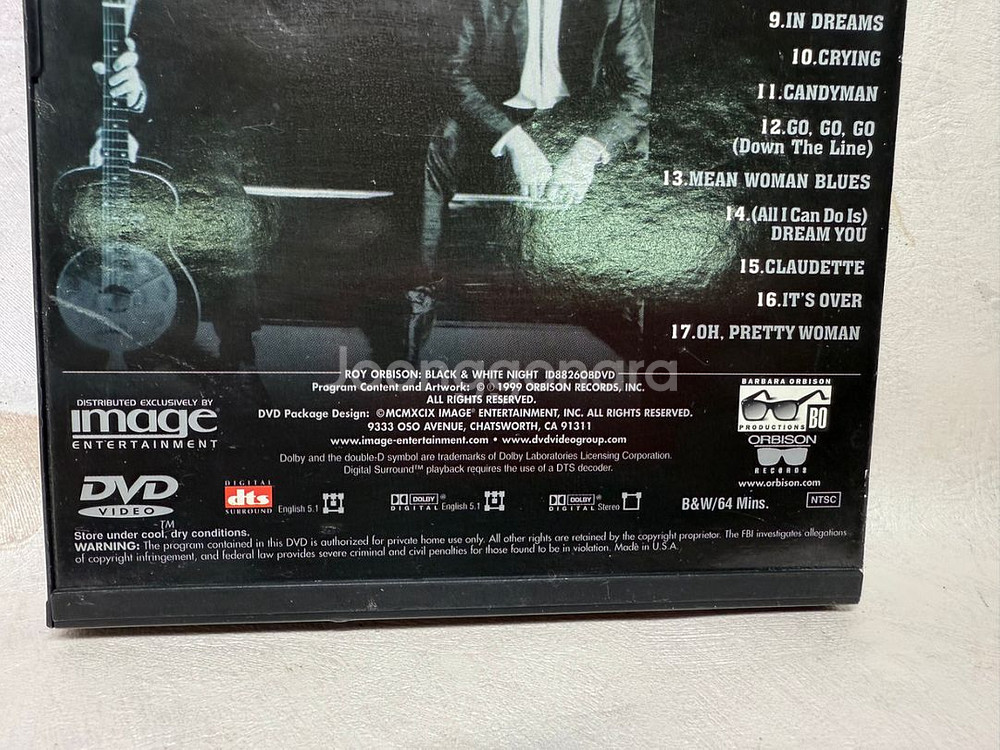 9.IN DREAMS
10.CRYING
11.CANDYMAN
12.GO, GO, GO
(Down The Line)
13.MEAN WOMAN BLUES
14.(All I Can Do Is)
DREAM YOU
15.CLAUDETTE
16.IT'S OVER
17.OH, PRETTY WOMAN
joonggonara
ROY ORBISON: BLACK & WHITE NIGHT ID8826OBDVD
Program Content and Artwork: ℗© 1999 ORBISON RECORDS, INC.
ALL RIGHTS RESERVED.
DVD Package Design: ©MCMXCIX IMAGE® ENTERTAINMENT, INC. ALL RIGHTS RESERVED.
9333 OSO AVENUE, CHATSWORTH, CA 91311
www.image-entertainment.com • www.dvdvideogroup.com
Dolby and the double-D symbol are trademarks of Dolby Laboratories Licensing Corporation.
Digital Surround™ playback requires the use of a DTS decoder.
DISTRIBUTED EXCLUSIVELY BY
image
ENTERTAINMENT
BARBARA ORBISON
BO
PRODUCTIONS
ORBISON
RECORDS
www.orbison.com
DVD
VIDEO
TM
DIGITAL
dts
SURROUND
English 5.1
DOLBY
DIGITAL
English 5.1
DOLBY
DIGITAL
Stereo
B&W/64 Mins.
NTSC
Store under cool, dry conditions.
WARNING: The program contained in this DVD is authorized for private home use only. All other rights are retained by the copyright proprietor. The FBI investigates allegations
of copyright infringement, and federal law provides severe criminal and civil penalties for those found to be in violation. Made in U.S.A.